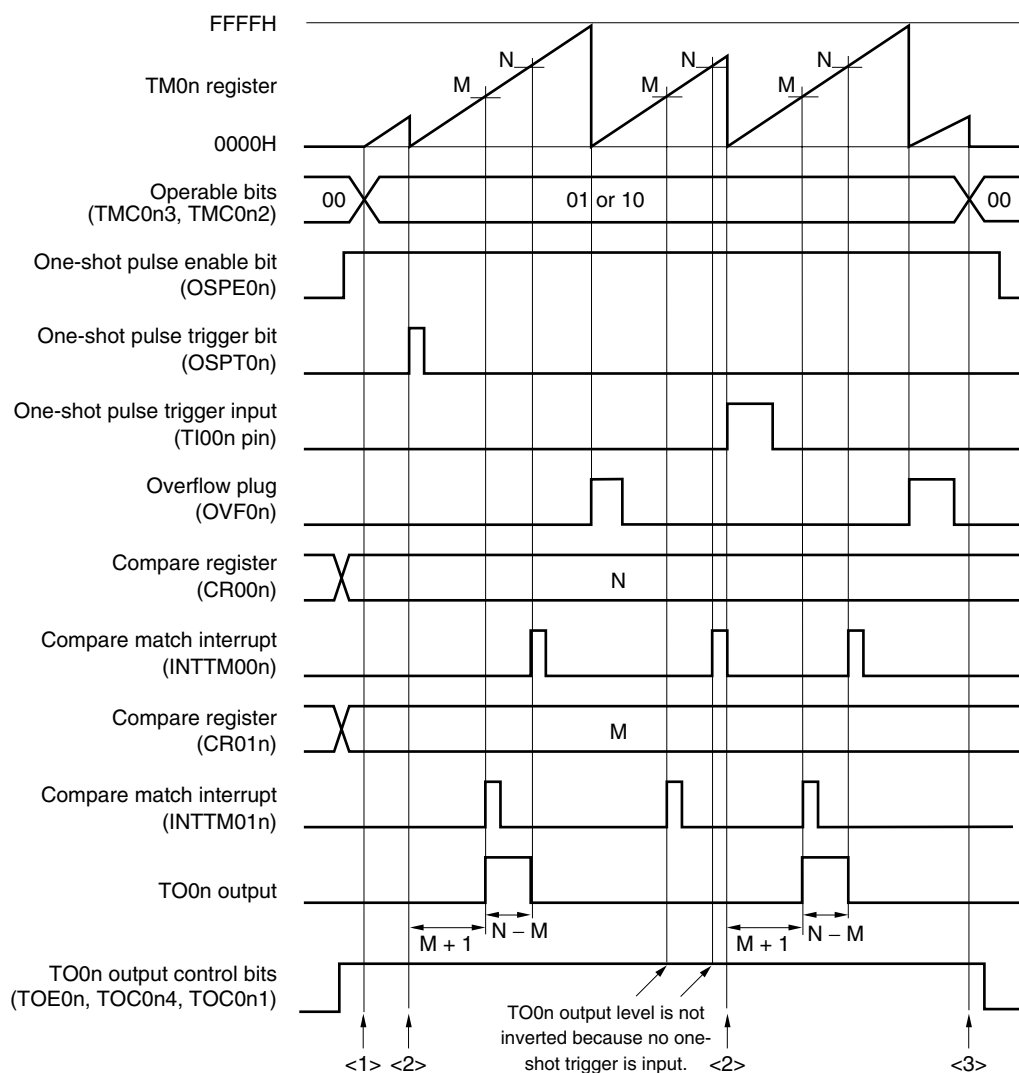 FFFFH
TM0n register
0000H
M
N
M
N
M
N
Operable bits
(TMC0n3, TMC0n2)
00
01 or 10
00
One-shot pulse enable bit
(OSPE0n)
One-shot pulse trigger bit
(OSPT0n)
One-shot pulse trigger input
(TI00n pin)
Overflow plug
(OVF0n)
Compare register
(CR00n)
N
Compare match interrupt
(INTTM00n)
Compare register
(CR01n)
M
Compare match interrupt
(INTTM01n)
TO0n output
M + 1
N − M
M + 1
N − M
TO0n output control bits
(TOE0n, TOC0n4, TOC0n1)
TO0n output level is not
inverted because no one-
shot trigger is input.
<1>
<2>
<2>
<3>